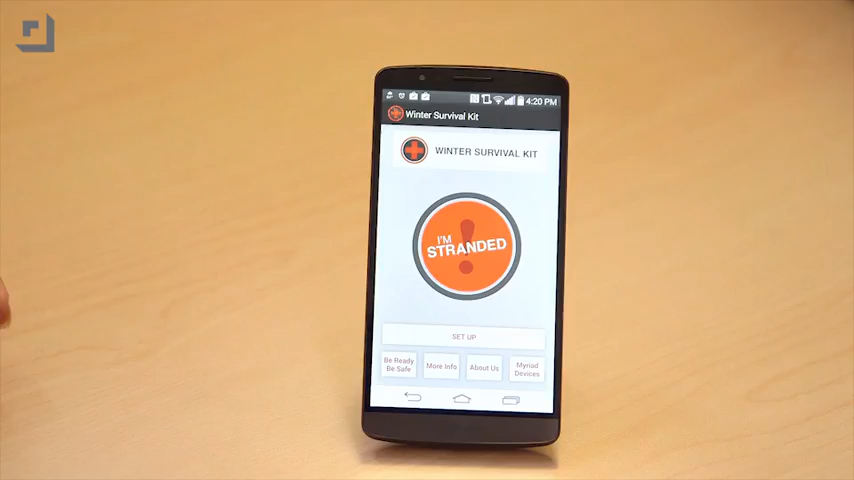 4:20 PM
Winter Survival Kit
WINTER SURVIVAL KIT
I'M
STRANDED
SET UP
Be Ready
Be Safe
More Info
About Us
Myriad
Devices